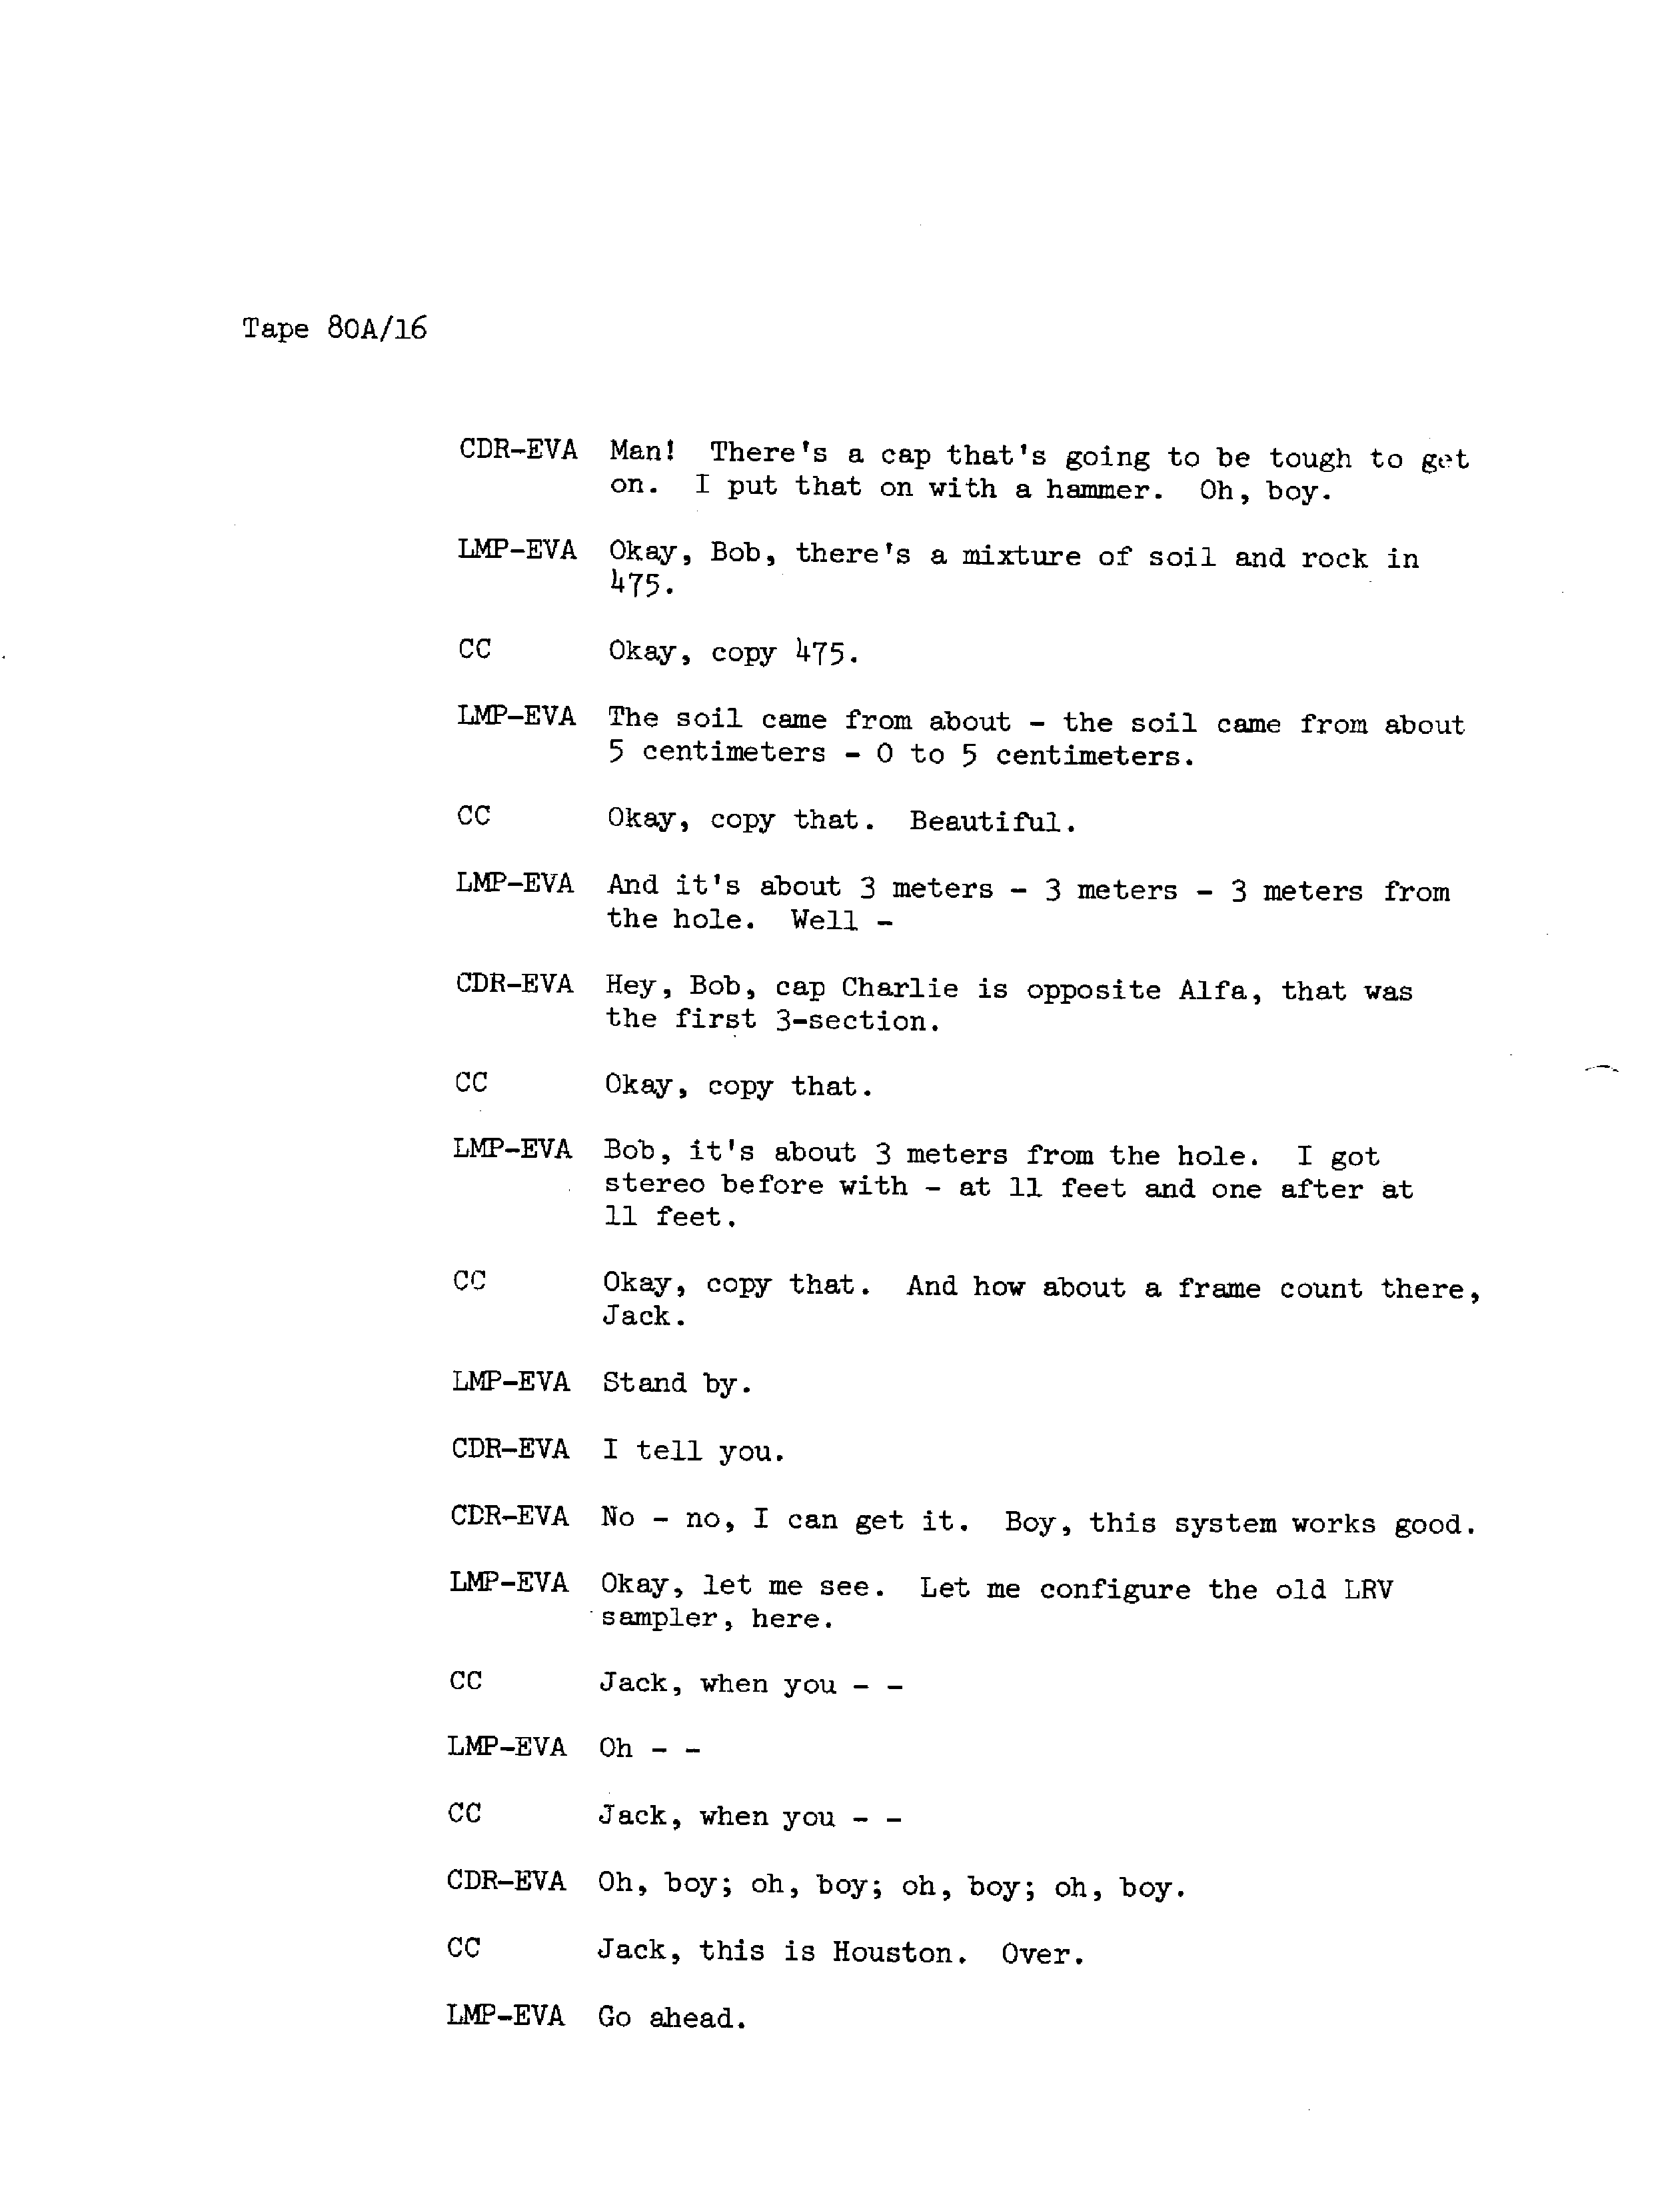 Tape 80A/16
CDR-EVA Man! There's a cap that's going to be tough to get
on. I put that on with a hammer. Oh, boy.
LMP-EVA Okay, Bob, there's a mixture of soil and rock in
475.
CC Okay, copy 475.
LMP-EVA The soil came from about - the soil came from about
5 centimeters - 0 to 5 centimeters.
CC Okay, copy that. Beautiful.
LMP-EVA And it's about 3 meters - 3 meters - 3 meters from
the hole. Well -
CDR-EVA Hey, Bob, cap Charlie is opposite Alfa, that was
the first 3-section.
CC Okay, copy that.
LMP-EVA Bob, it's about 3 meters from the hole. I got
stereo before with - at 11 feet and one after at
11 feet.
CC Okay, copy that. And how about a frame count there,
Jack.
LMP-EVA Stand by.
CDR-EVA I tell you.
CDR-EVA No - no, I can get it. Boy, this system works good.
LMP-EVA Okay, let me see. Let me configure the old LRV
sampler, here.
CC Jack, when you - -
LMP-EVA Oh - -
CC Jack, when you - -
CDR-EVA Oh, boy; oh, boy; oh, boy; oh, boy.
CC Jack, this is Houston. Over.
LMP-EVA Go ahead.